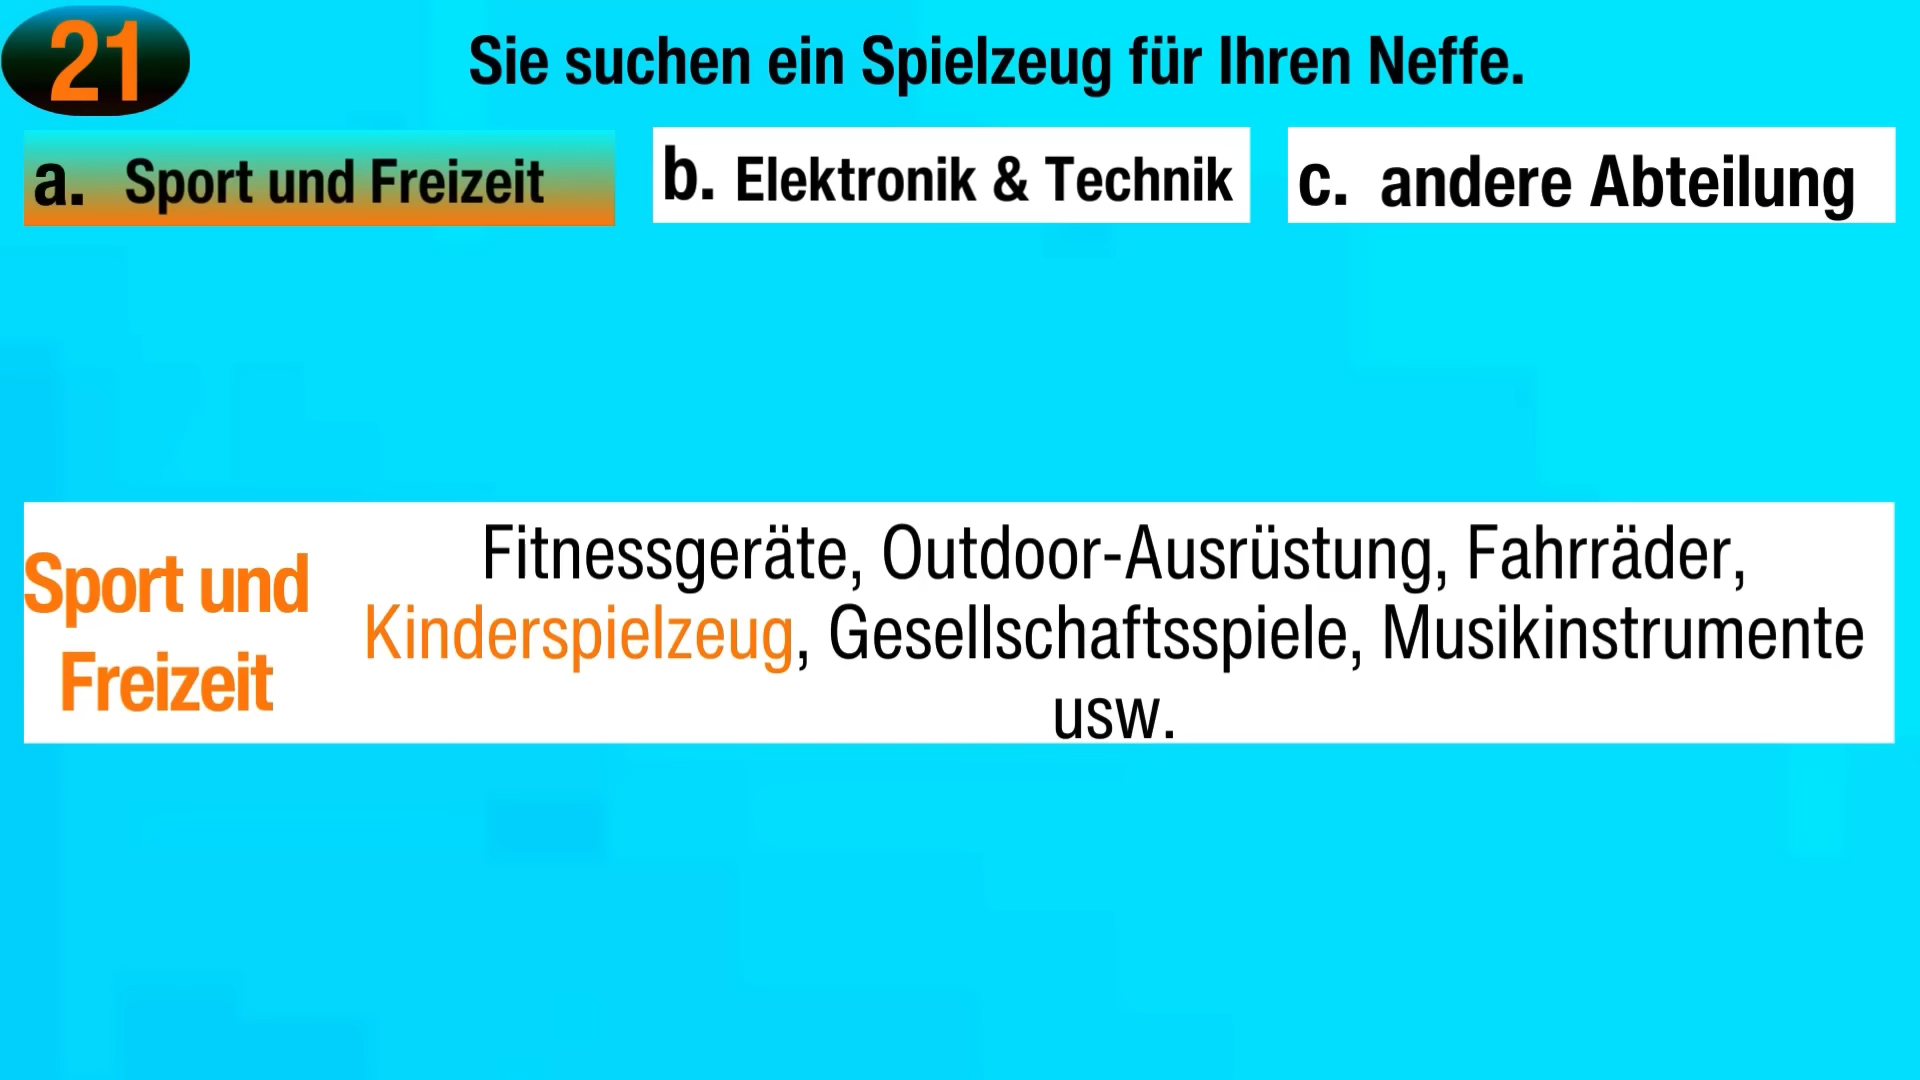 21
Sie suchen ein Spielzeug für Ihren Neffe.
a. Sport und Freizeit
b. Elektronik & Technik
c. andere Abteilung
Sport und
Freizeit
Fitnessgeräte, Outdoor-Ausrüstung, Fahrräder,
Kinderspielzeug, Gesellschaftsspiele, Musikinstrumente
usw.